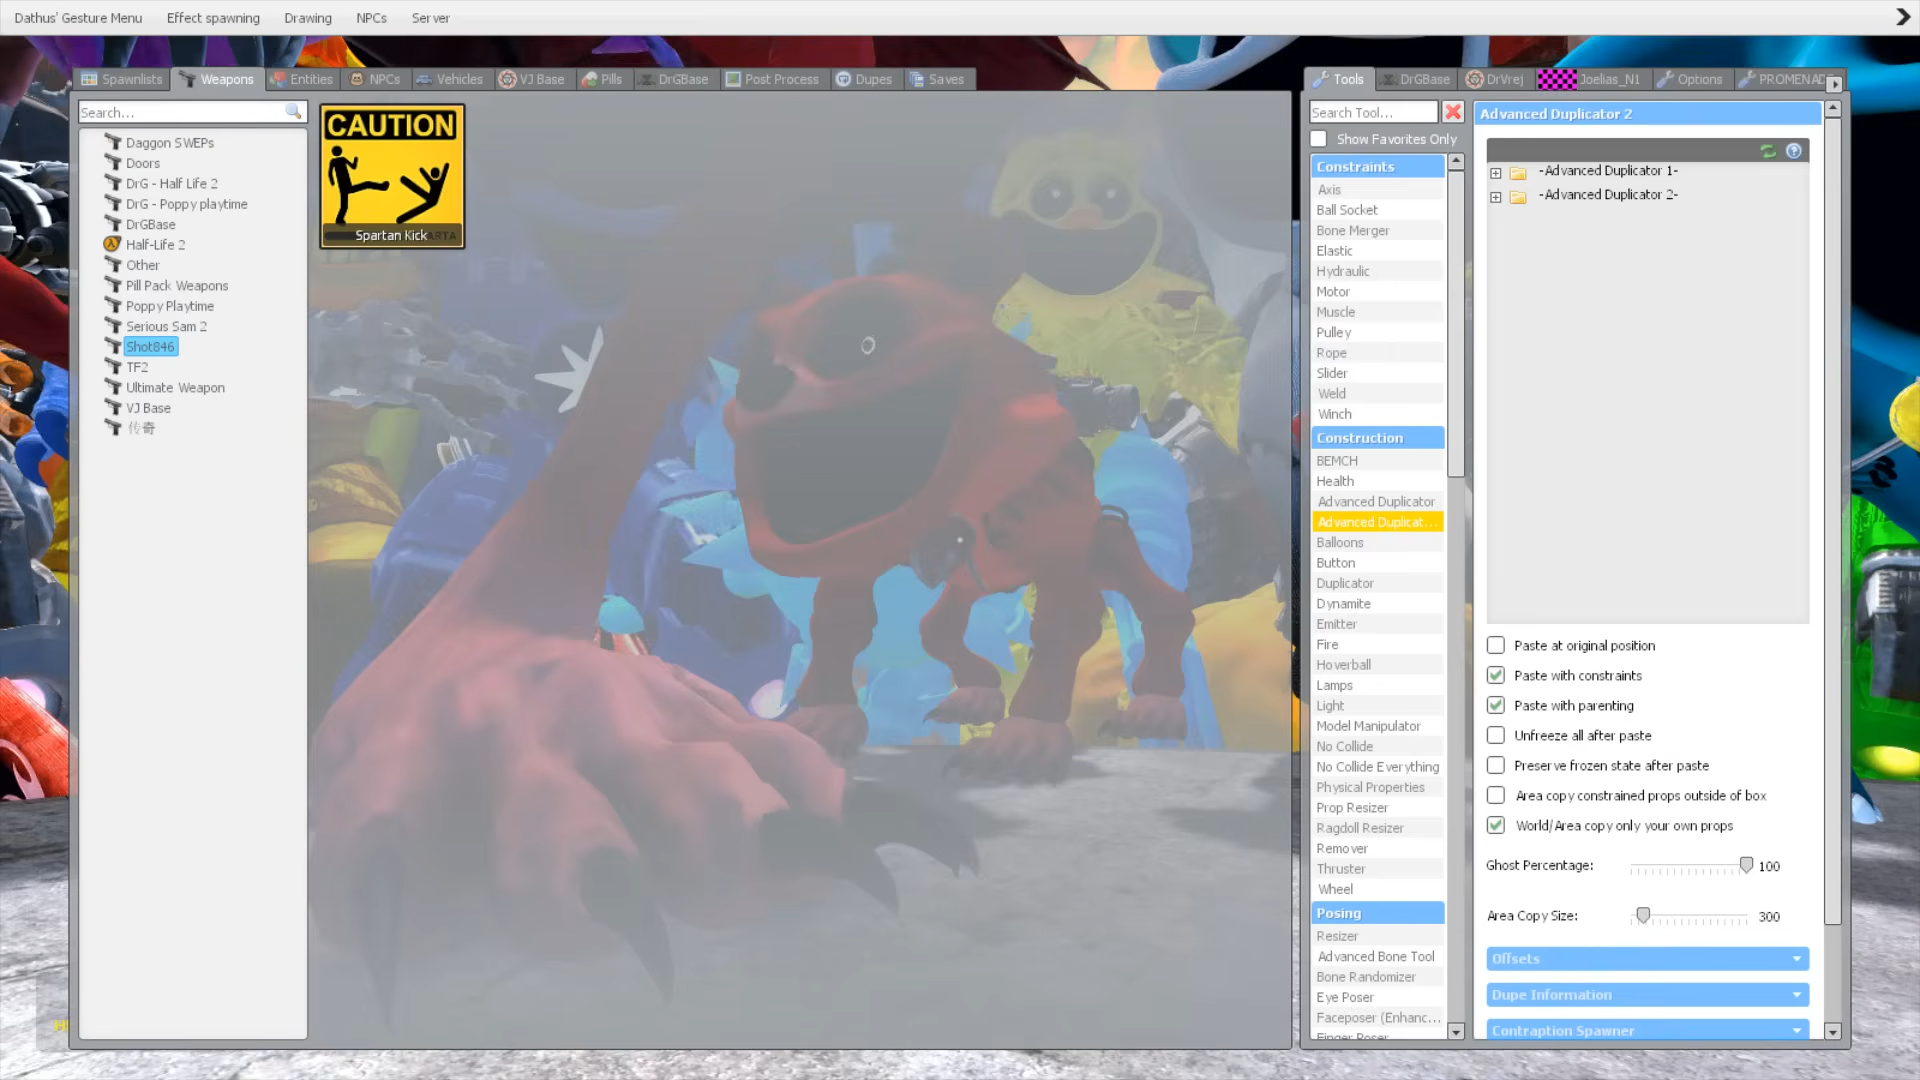 Dathus' Gesture Menu
Effect spawning
Drawing
NPCs
Server
Spawnlists
Weapons
Entities
NPCs
Vehicles
VJ Base
Pills
DrGBase
Post Process
Dupes
Saves
Search...
Daggon SWEPs
Doors
DrG - Half Life 2
DrG - Poppy playtime
DrGBase
Half-Life 2
Other
Pill Pack Weapons
Poppy Playtime
Serious Sam 2
Shot846
TF2
Ultimate Weapon
VJ Base
传奇
CAUTION
Spartan Kick
Tools
DrGBase
DrVrej
Joelias_N1
Options
PROMENAD
Search Tool...
Show Favorites Only
Constraints
Axis
Ball Socket
Bone Merger
Elastic
Hydraulic
Motor
Muscle
Pulley
Rope
Slider
Weld
Winch
Construction
BEMCH
Health
Advanced Duplicator
Advanced Duplicat...
Balloons
Button
Duplicator
Dynamite
Emitter
Fire
Hoverball
Lamps
Light
Model Manipulator
No Collide
No Collide Everything
Physical Properties
Prop Resizer
Ragdoll Resizer
Remover
Thruster
Wheel
Posing
Resizer
Advanced Bone Tool
Bone Randomizer
Eye Poser
Faceposer (Enhanc...
Finger Poser
Advanced Duplicator 2
-Advanced Duplicator 1-
-Advanced Duplicator 2-
Paste at original position
Paste with constraints
Paste with parenting
Unfreeze all after paste
Preserve frozen state after paste
Area copy constrained props outside of box
World/Area copy only your own props
Ghost Percentage: 100
Area Copy Size: 300
Offsets
Dupe Information
Contraption Spawner